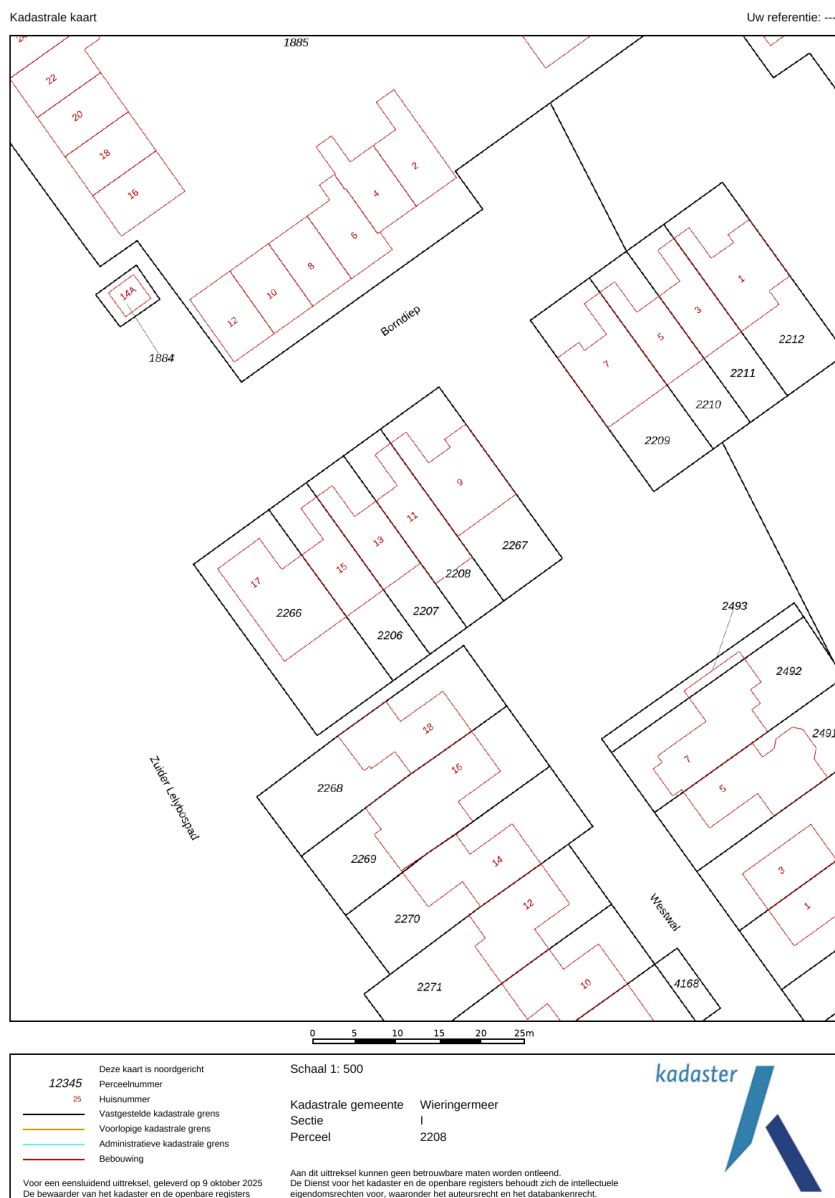 Kadastrale kaart
Uw referentie: ---
1885
22
20
18
16
14A
1884
2
4
6
8
10
12
Borndiep
1
3
5
7
2212
2211
2210
2209
9
11
13
15
17
2267
2208
2207
2206
2266
2493
2492
2491
18
16
14
12
10
7
5
3
1
2268
2269
2270
2271
4168
Zuider Lelybospad
Westwal
0 5 10 15 20 25m
Deze kaart is noordgericht
12345 Perceelnummer
25 Huisnummer
Vastgestelde kadastrale grens
Voorlopige kadastrale grens
Administratieve kadastrale grens
Bebouwing
Voor een eensluidend uittreksel, geleverd op 9 oktober 2025
De bewaarder van het kadaster en de openbare registers
Schaal 1: 500
Kadastrale gemeente Wieringermeer
Sectie I
Perceel 2208
Aan dit uittreksel kunnen geen betrouwbare maten worden ontleend.
De Dienst voor het kadaster en de openbare registers behoudt zich de intellectuele
eigendomsrechten voor, waaronder het auteursrecht en het databankenrecht.
kadaster